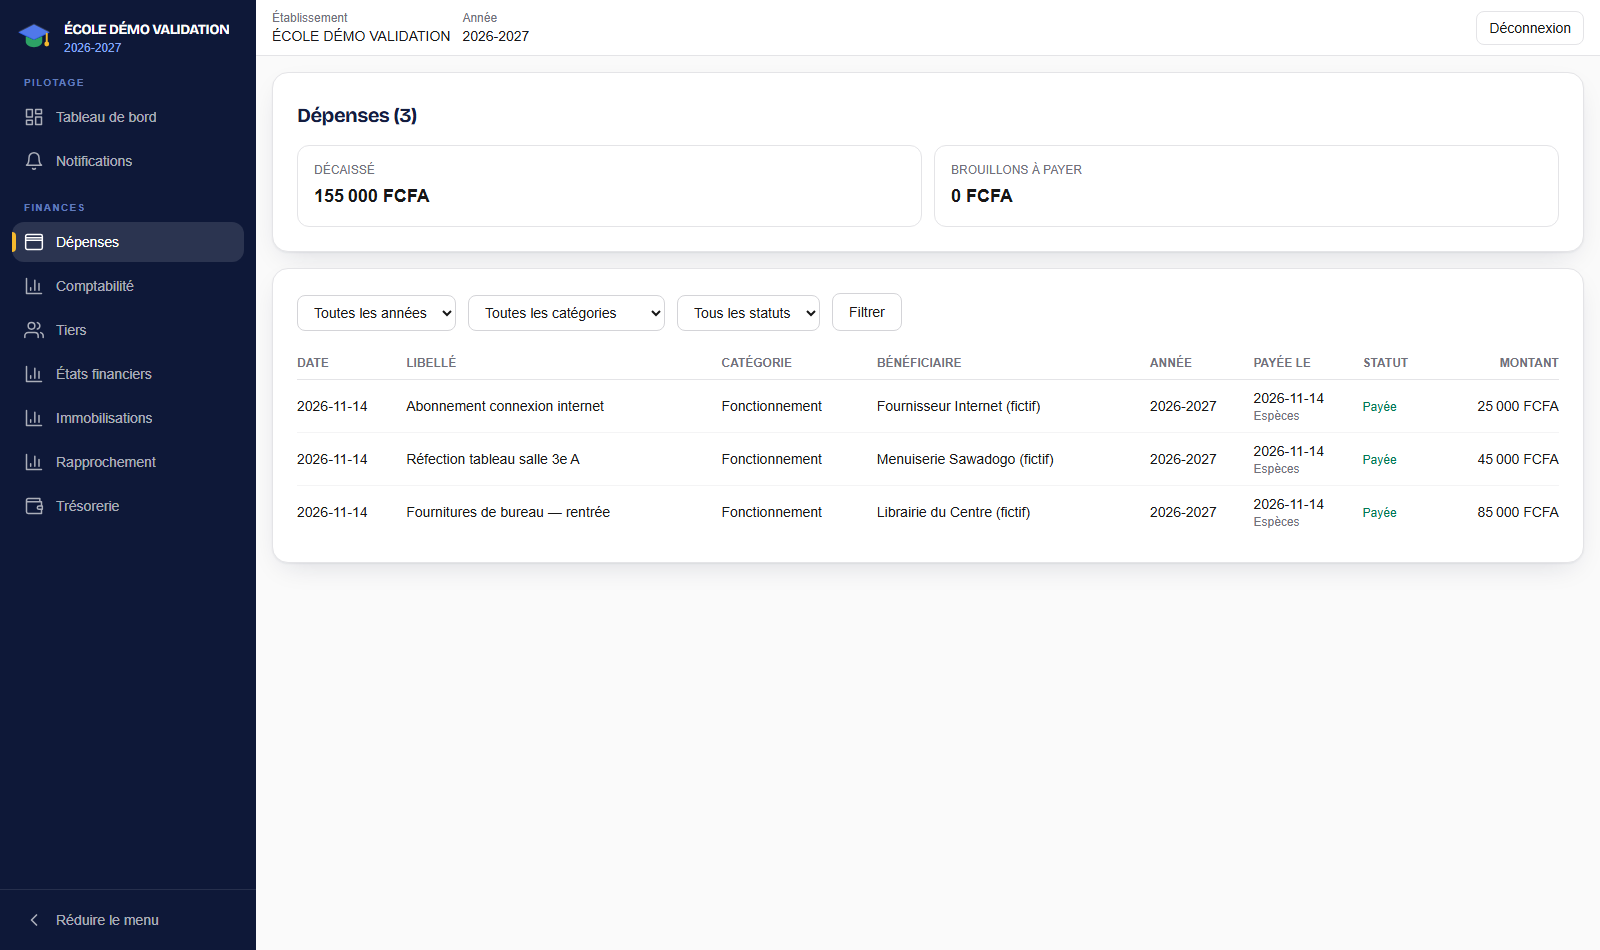 ÉCOLE DÉMO VALIDATION
2026-2027
PILOTAGE
Tableau de bord
Notifications
FINANCES
Dépenses
Comptabilité
Tiers
États financiers
Immobilisations
Rapprochement
Trésorerie
Réduire le menu
Établissement Année
ÉCOLE DÉMO VALIDATION 2026-2027
Déconnexion
Dépenses (3)
DÉCAISSÉ
155 000 FCFA
BROUILLONS À PAYER
0 FCFA
Toutes les années Toutes les catégories Tous les statuts Filtrer
DATE LIBELLÉ CATÉGORIE BÉNÉFICIAIRE ANNÉE PAYÉE LE STATUT MONTANT
2026-11-14 Abonnement connexion internet Fonctionnement Fournisseur Internet (fictif) 2026-2027 2026-11-14 Payée 25 000 FCFA
Espèces
2026-11-14 Réfection tableau salle 3e A Fonctionnement Menuiserie Sawadogo (fictif) 2026-2027 2026-11-14 Payée 45 000 FCFA
Espèces
2026-11-14 Fournitures de bureau — rentrée Fonctionnement Librairie du Centre (fictif) 2026-2027 2026-11-14 Payée 85 000 FCFA
Espèces